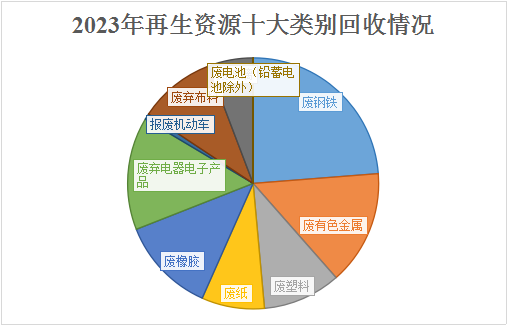 2023年再生资源十大类别回收情况
废电池（铅蓄电
池除外）
废钢铁
废弃布料
报废机动车
废弃电器电子产
品
废有色金属
废橡胶
废纸
废塑料